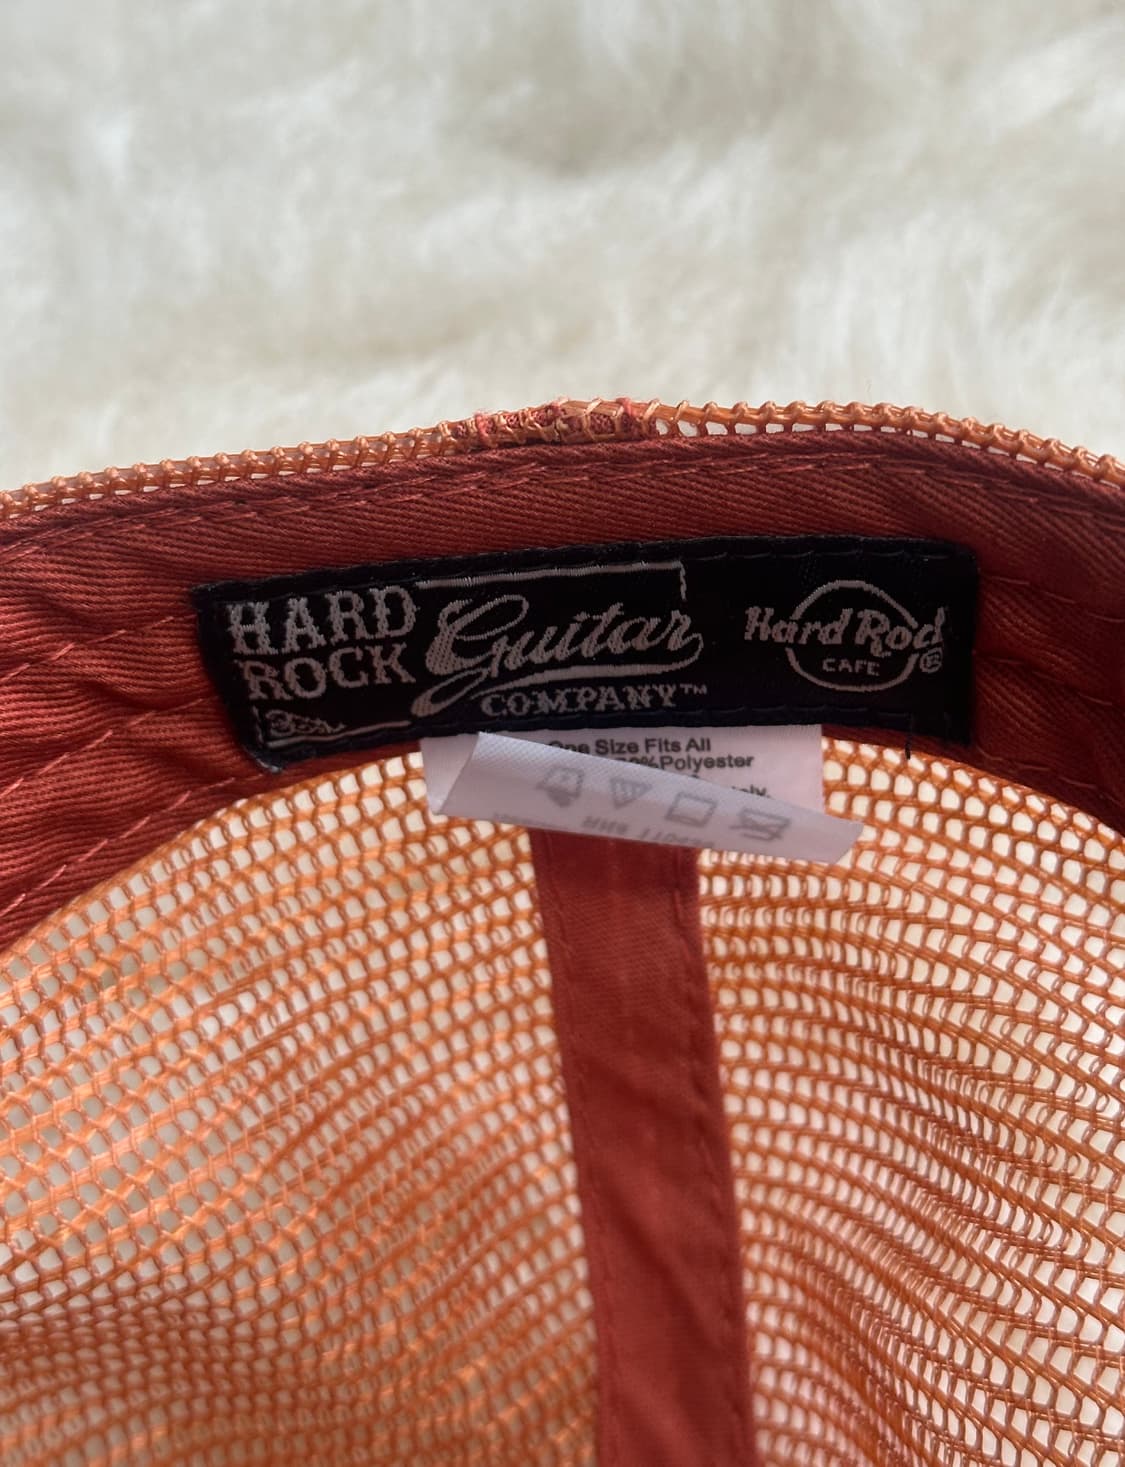 HARD
ROCK
Guitar
COMPANY™
Hard Rock
CAFE
®
One Size Fits All
%Polyester